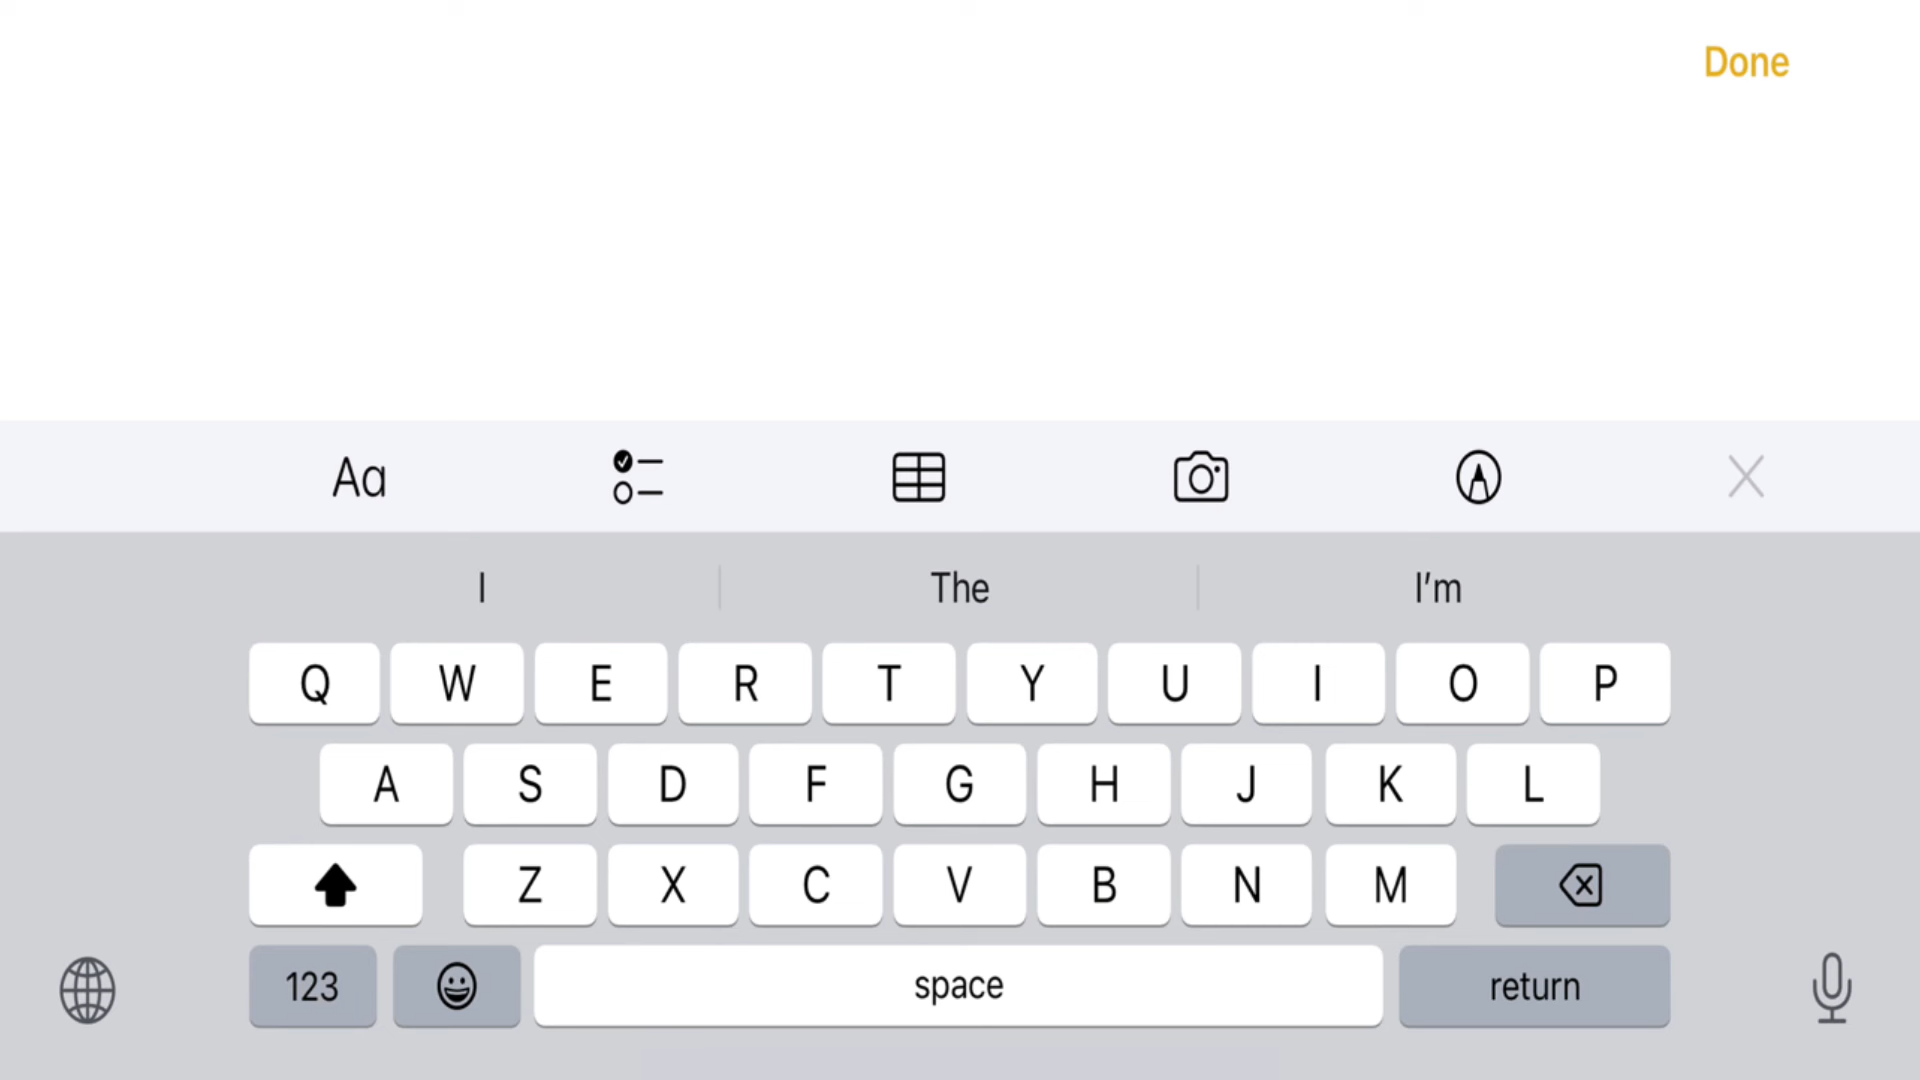 Done
Aa
I The I'm
Q W E R T Y U I O P
A S D F G H J K L
Z X C V B N M
123 space return